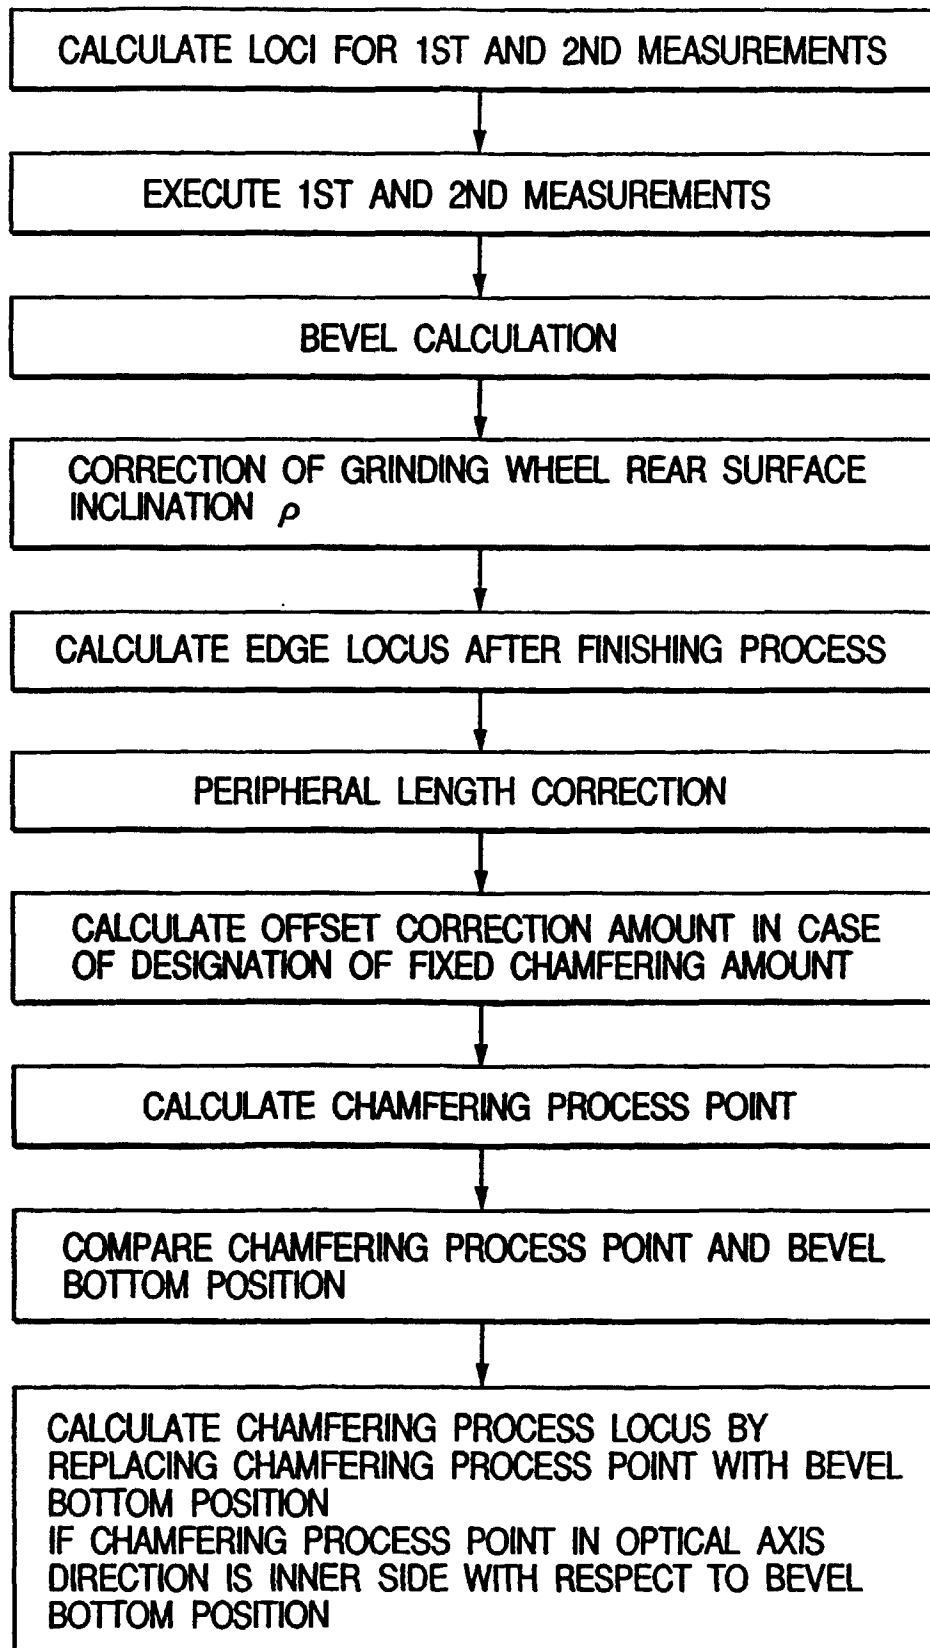 CALCULATE LOCI FOR 1ST AND 2ND MEASUREMENTS
EXECUTE 1ST AND 2ND MEASUREMENTS
BEVEL CALCULATION
CORRECTION OF GRINDING WHEEL REAR SURFACE
INCLINATION ρ
CALCULATE EDGE LOCUS AFTER FINISHING PROCESS
PERIPHERAL LENGTH CORRECTION
CALCULATE OFFSET CORRECTION AMOUNT IN CASE
OF DESIGNATION OF FIXED CHAMFERING AMOUNT
CALCULATE CHAMFERING PROCESS POINT
COMPARE CHAMFERING PROCESS POINT AND BEVEL
BOTTOM POSITION
CALCULATE CHAMFERING PROCESS LOCUS BY
REPLACING CHAMFERING PROCESS POINT WITH BEVEL
BOTTOM POSITION
IF CHAMFERING PROCESS POINT IN OPTICAL AXIS
DIRECTION IS INNER SIDE WITH RESPECT TO BEVEL
BOTTOM POSITION